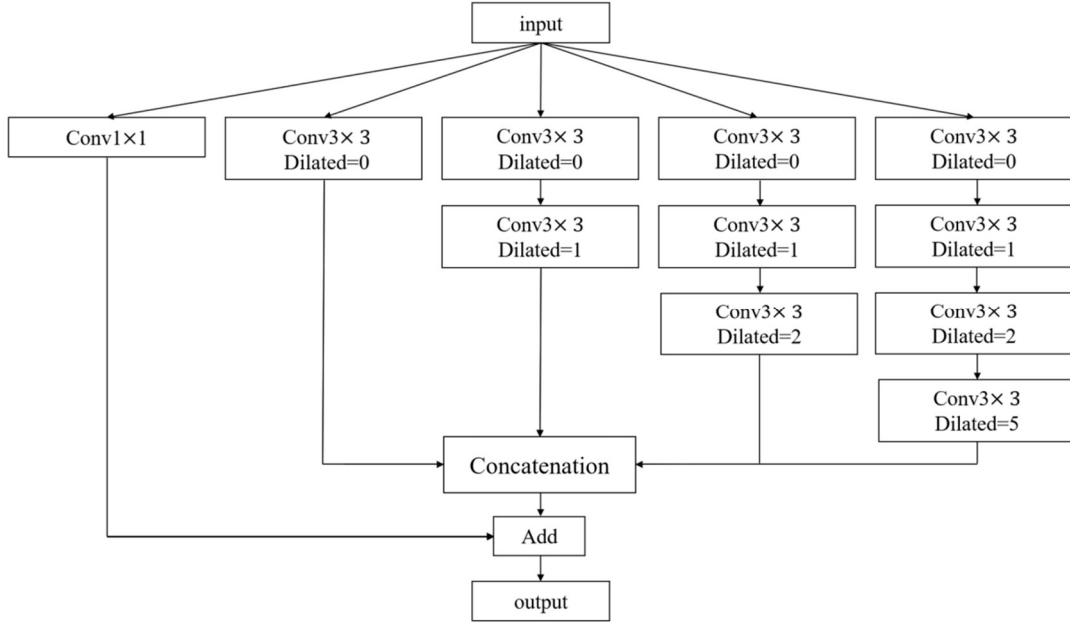 input
Conv1×1
Conv3× 3
Dilated=0
Conv3× 3
Dilated=0
Conv3× 3
Dilated=0
Conv3× 3
Dilated=0
Conv3× 3
Dilated=1
Conv3× 3
Dilated=1
Conv3× 3
Dilated=1
Conv3× 3
Dilated=2
Conv3× 3
Dilated=2
Conv3× 3
Dilated=5
Concatenation
Add
output